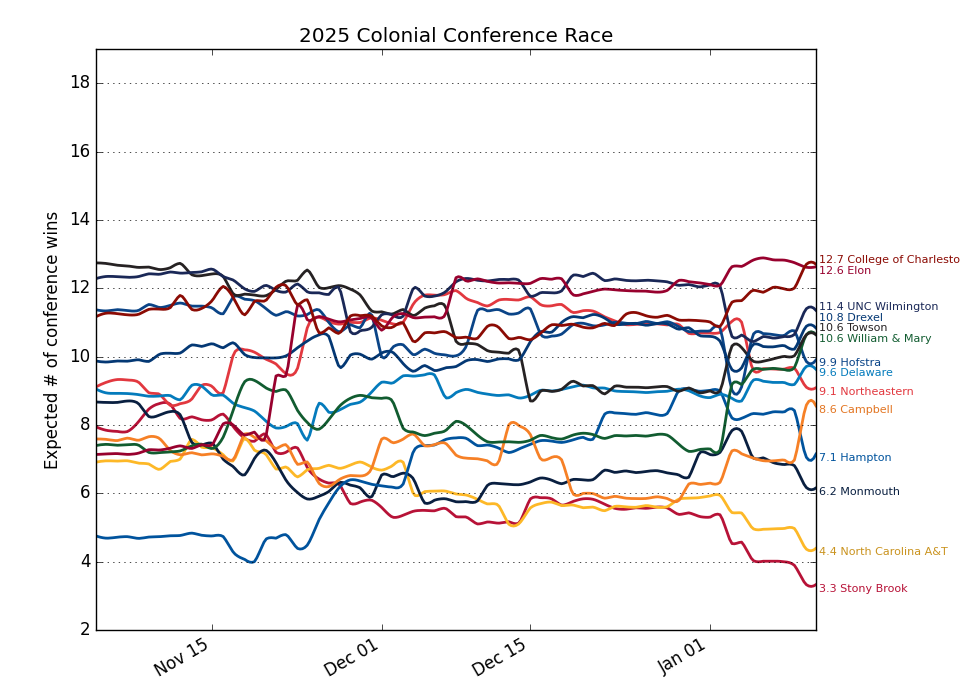 2025 Colonial Conference Race
Expected # of conference wins
18
16
14
12
10
8
6
4
2
Nov 15
Dec 01
Dec 15
Jan 01
12.7 College of Charlesto
12.6 Elon
11.4 UNC Wilmington
10.8 Drexel
10.6 Towson
10.6 William & Mary
9.9 Hofstra
9.6 Delaware
9.1 Northeastern
8.6 Campbell
7.1 Hampton
6.2 Monmouth
4.4 North Carolina A&T
3.3 Stony Brook